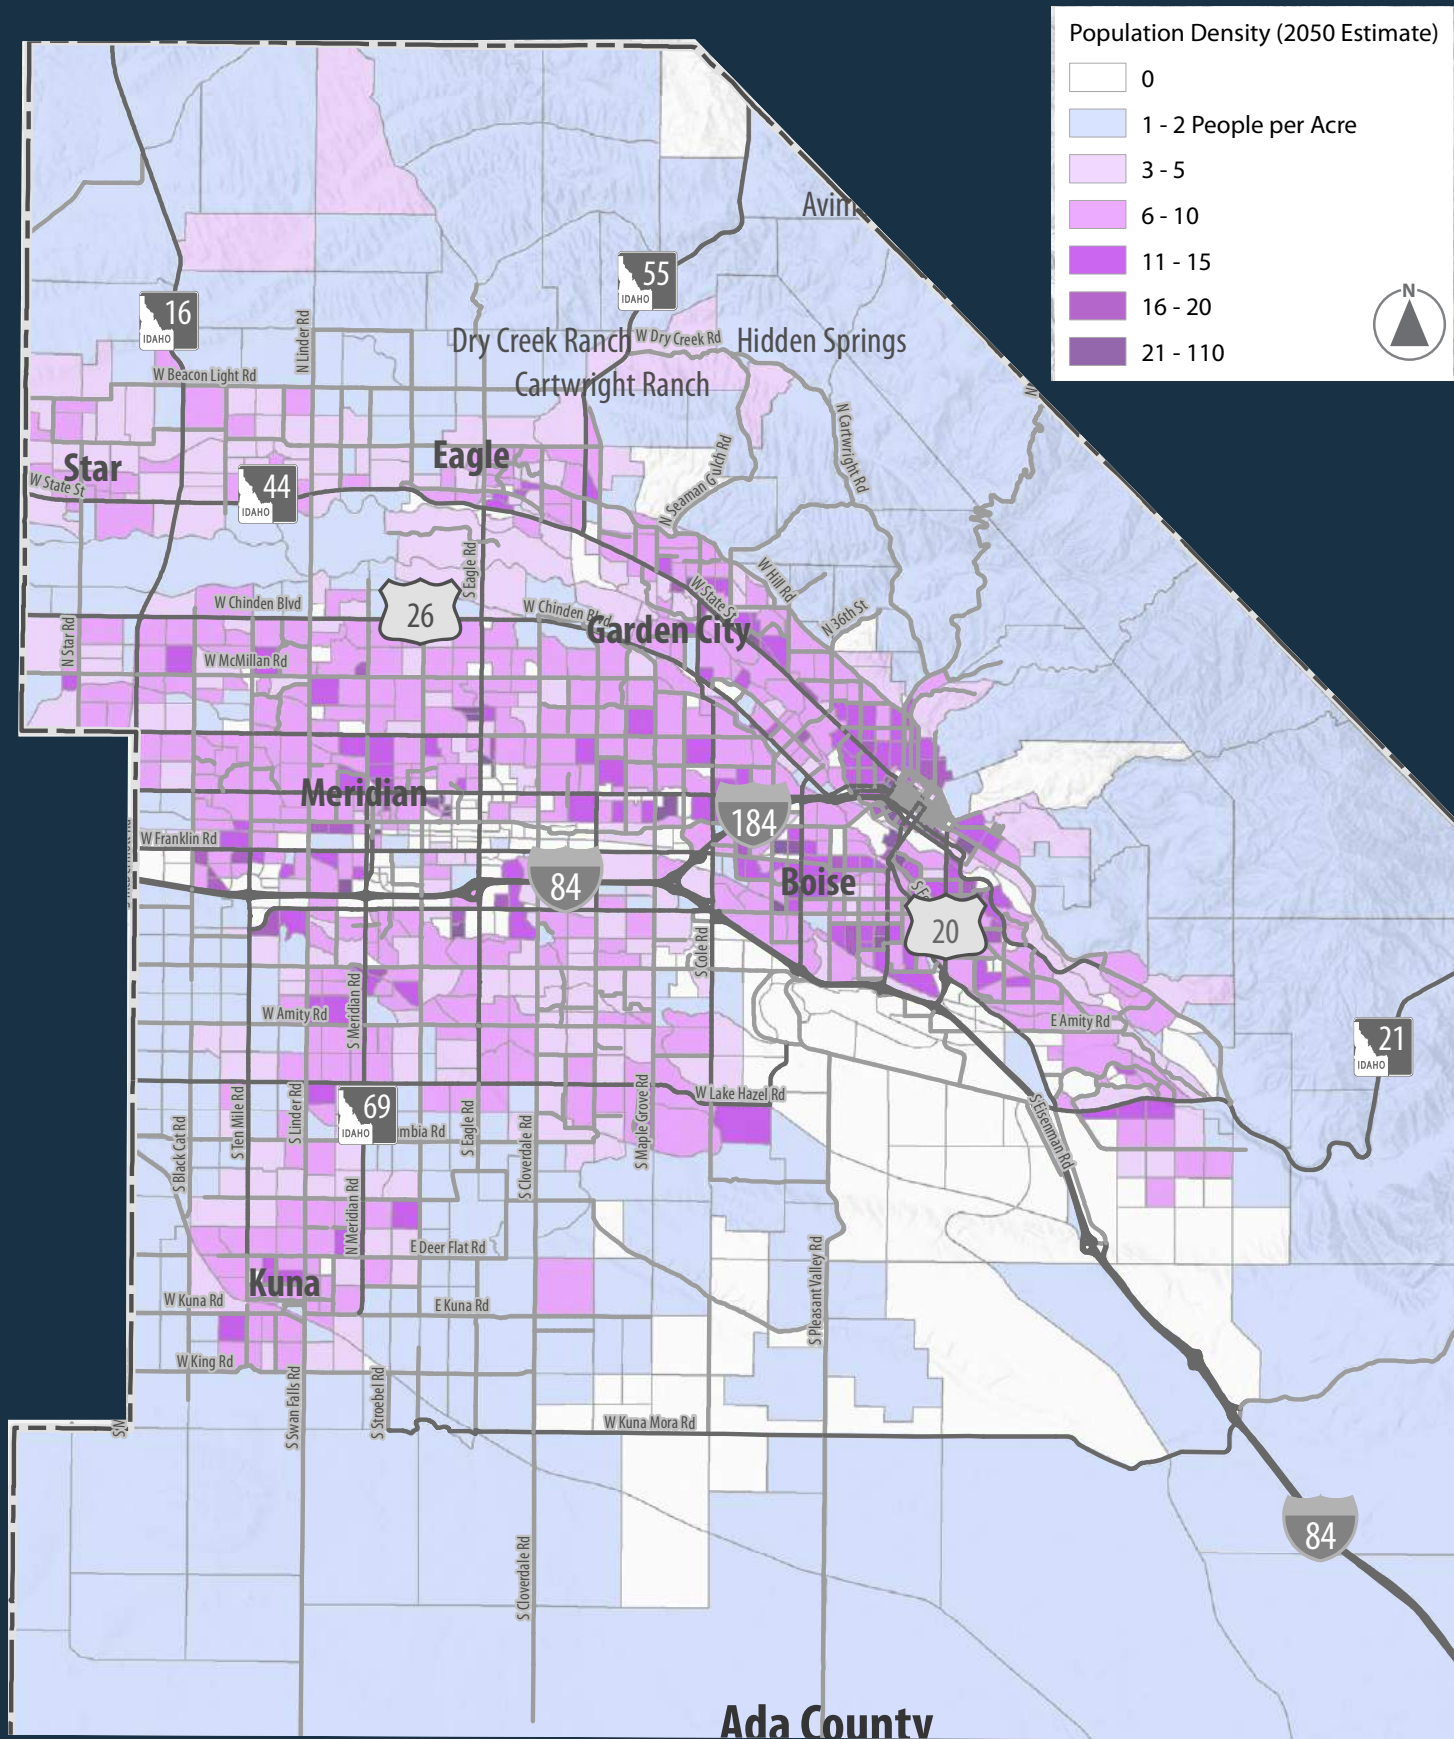 Population Density (2050 Estimate)
0
1 - 2 People per Acre
3 - 5
6 - 10
11 - 15
16 - 20
21 - 110
N
Avim
55
IDAHO
16
IDAHO
N Linder Rd
Dry Creek Ranch
W Dry Creek Rd
Hidden Springs
W Beacon Light Rd
Cartwright Ranch
N
N Cartwright Rd
Eagle
Star
W State St
44
IDAHO
N Seaman Gulch Rd
S Eagle Rd
W Hill Rd
W State St
W Chinden Blvd
26
W Chinden Blvd
Garden City
N 36th St
N Star Rd
W McMillan Rd
Meridian
184
W Franklin Rd
84
Boise
20
S Cole Rd
S Meridian Rd
W Amity Rd
E Amity Rd
21
IDAHO
W Lake Hazel Rd
69
IDAHO
mbia Rd
S Black Cat Rd
S Ten Mile Rd
S Linder Rd
S Eagle Rd
S Cloverdale Rd
S Maple Grove Rd
S Eisenman Rd
N Meridian Rd
E Deer Flat Rd
S Pleasant Valley Rd
Kuna
W Kuna Rd
E Kuna Rd
W King Rd
S Swan Falls Rd
S Stroebel Rd
W Kuna Mora Rd
84
S Cloverdale Rd
Ada County